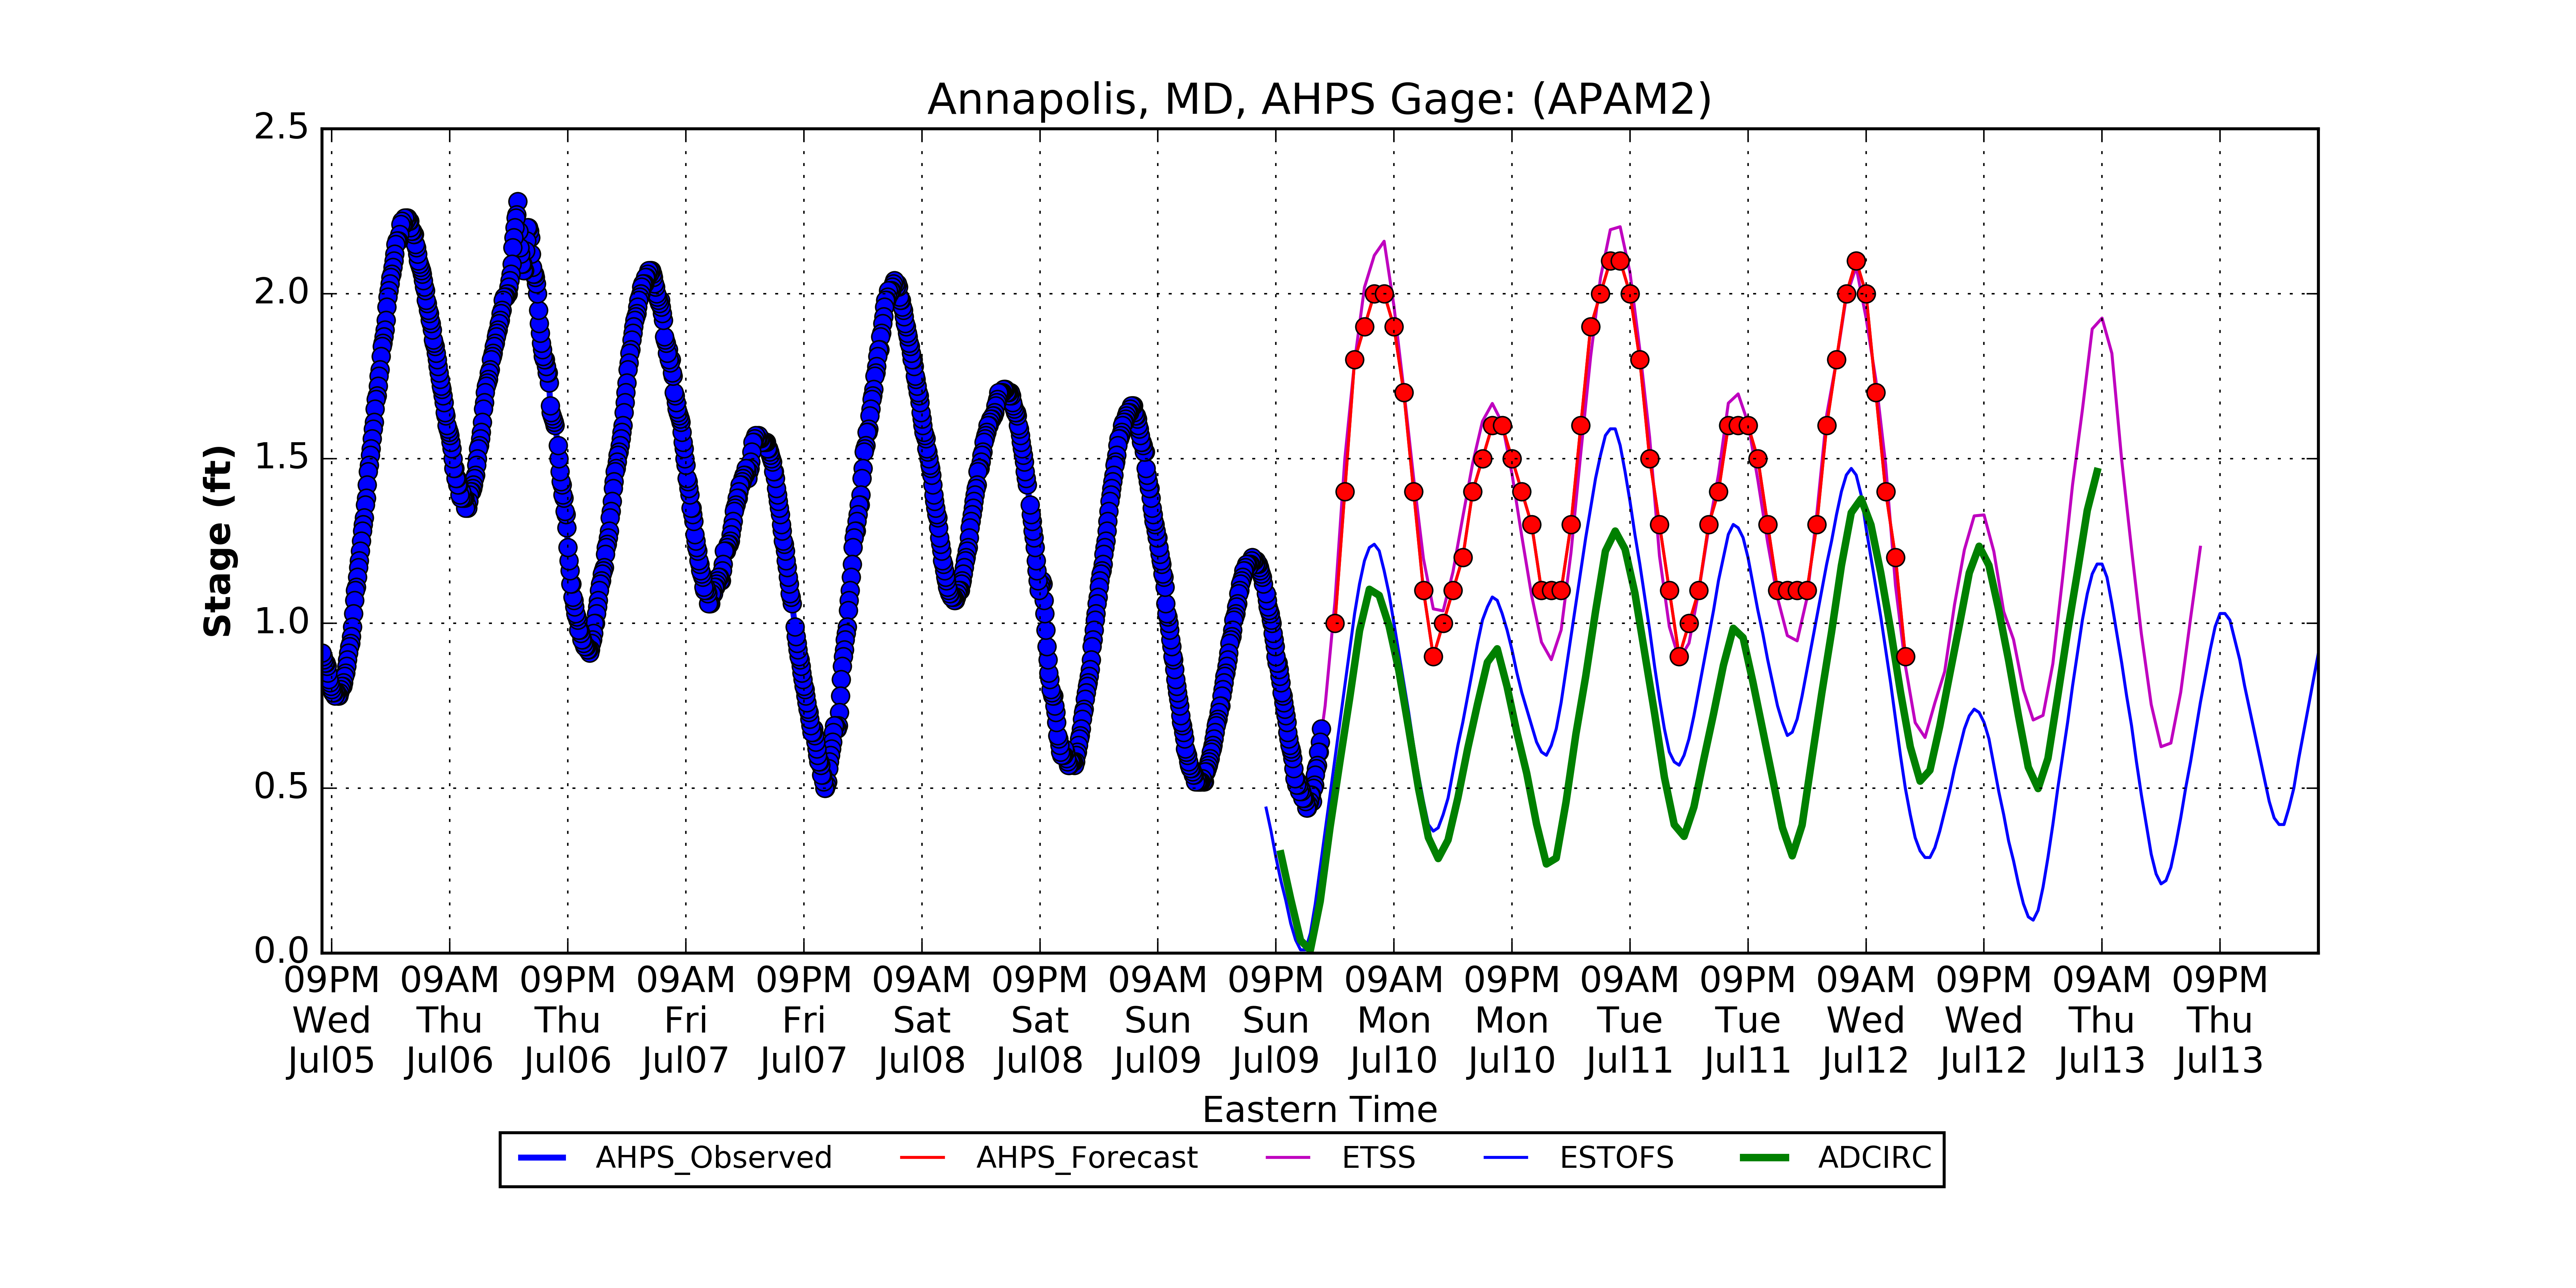 Annapolis, MD, AHPS Gage: (APAM2)
2.5
2.0
1.5
1.0
0.5
0.0
Stage (ft)
09PM 09AM 09PM 09AM 09PM 09AM 09PM 09AM 09PM 09AM 09PM 09AM 09PM 09AM 09PM 09AM 09PM
Wed Thu Thu Fri Fri Sat Sat Sun Sun Mon Mon Tue Tue Wed Wed Thu Thu
Jul05 Jul06 Jul06 Jul07 Jul07 Jul08 Jul08 Jul09 Jul09 Jul10 Jul10 Jul11 Jul11 Jul12 Jul12 Jul13 Jul13
Eastern Time
AHPS_Observed AHPS_Forecast ETSS ESTOFS ADCIRC